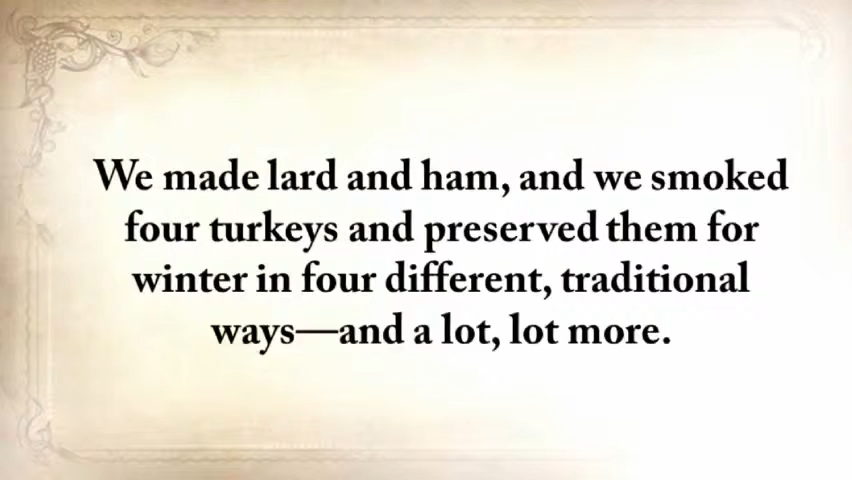 We made lard and ham, and we smoked
four turkeys and preserved them for
winter in four different, traditional
ways—and a lot, lot more.